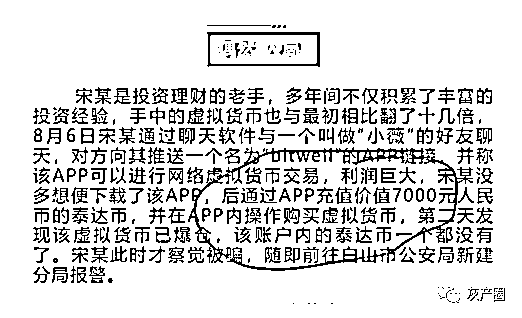 宋某是投资理财的老手，多年间不仅积累了丰富的
投资经验，手中的虚拟货币也与最初相比翻了十几倍，
8月6日宋某通过聊天软件与一个叫做“小薇”的好友聊
天，对方向其推送一个名为“bitwell”的APP链接，并称
该APP可以进行网络虚拟货币交易，利润巨大，宋某没
多想便下载了该APP，后通过APP充值价值7000元人民
币的泰达币，并在APP内操作购买虚拟货币，第二天发
现该虚拟货币已爆仓，该账户内的泰达币一个都没有
了。宋某此时才察觉被骗，随即前往白山市公安局新建
分局报警。
灰产圈